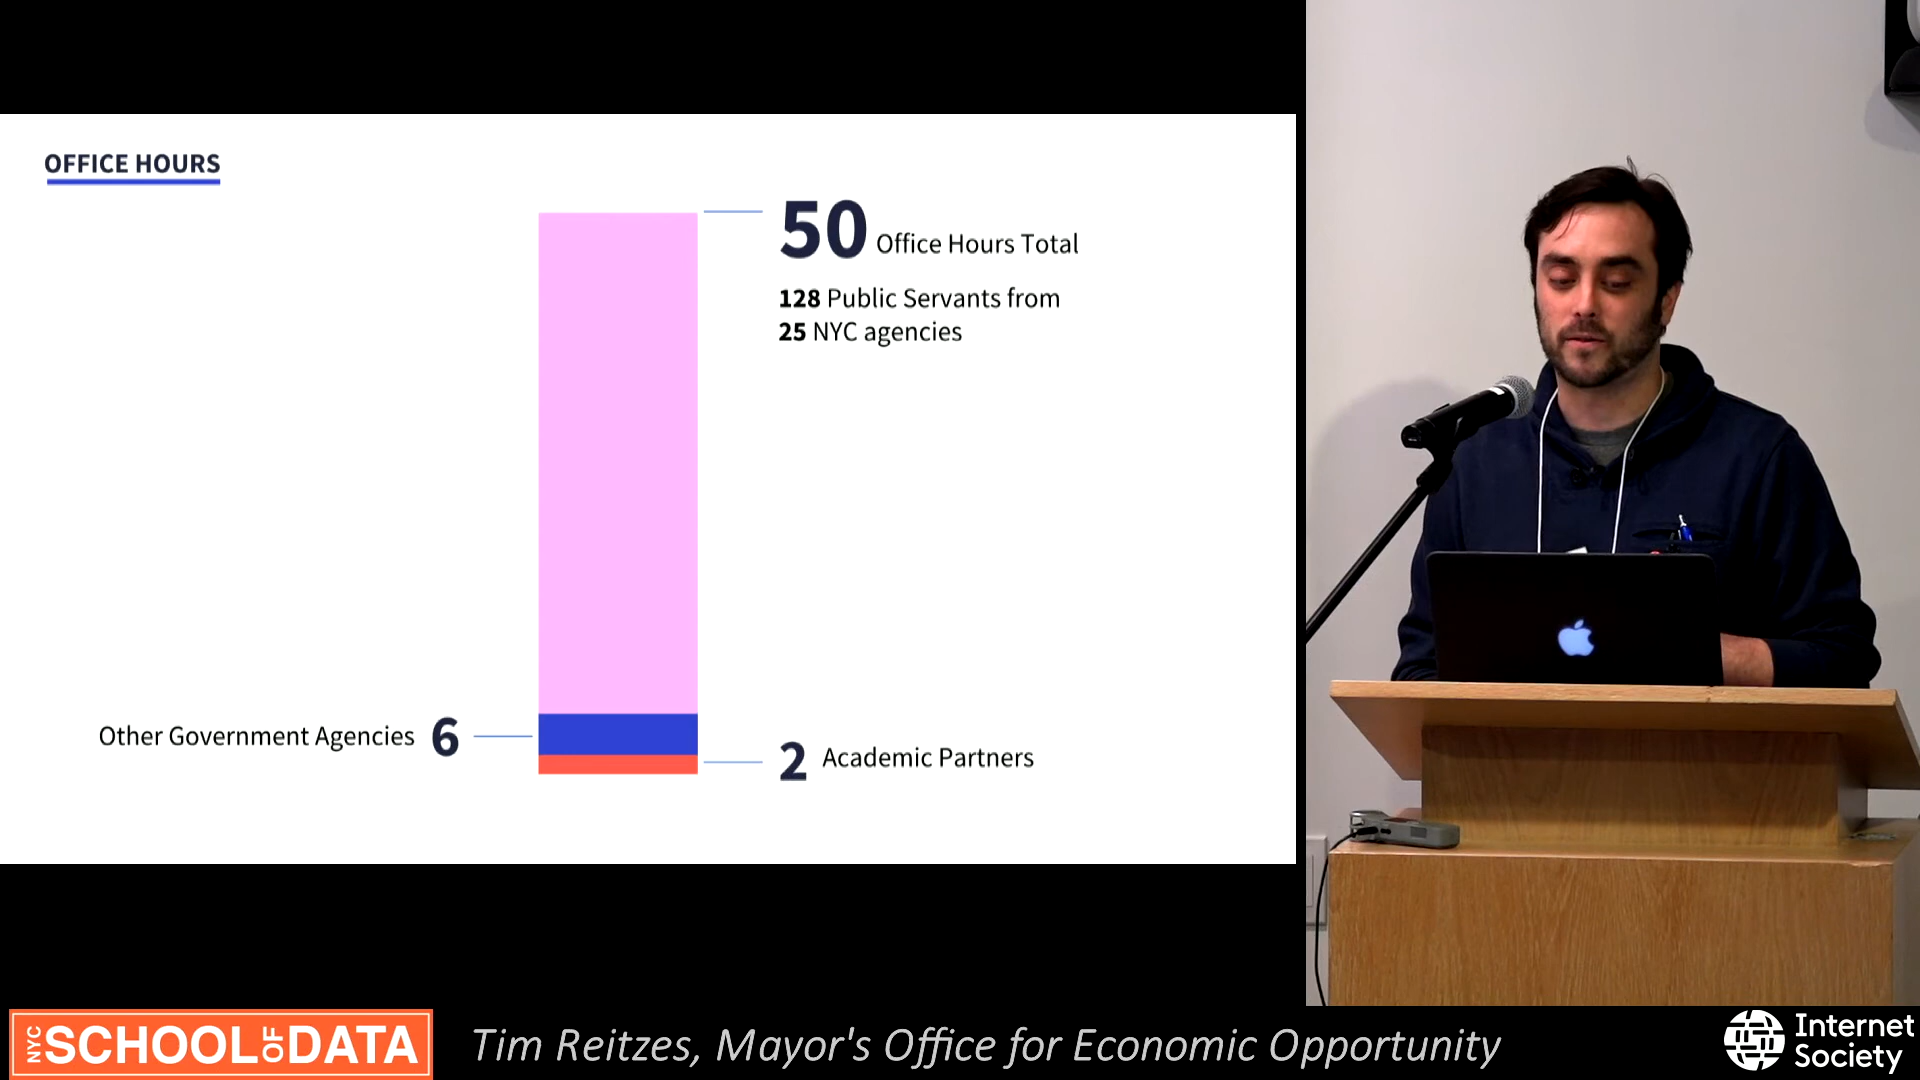 OFFICE HOURS
50 Office Hours Total
128 Public Servants from
25 NYC agencies
Other Government Agencies 6
2 Academic Partners
NYC SCHOOL OF DATA
Tim Reitzes, Mayor's Office for Economic Opportunity
Internet
Society